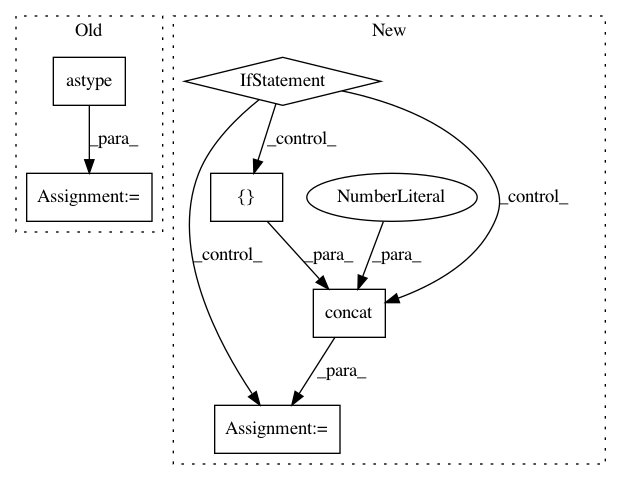 Old
New
IfStatement
astype
_control_
_para_
Assignment:=
{}
NumberLiteral
_control_
_control_
_para_
_para_
concat
_para_
Assignment:=